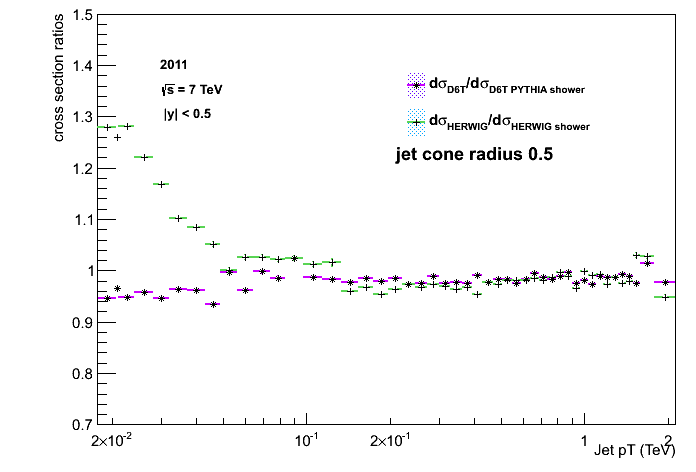 cross section ratios
1.5
1.4
1.3
1.2
1.1
1
0.9
0.8
0.7
2011
√s = 7 TeV
|y| < 0.5
dσD6T/dσD6T PYTHIA shower
dσHERWIG/dσHERWIG shower
jet cone radius 0.5
2×10⁻² 10⁻¹ 2×10⁻¹ 1 2
Jet pT (TeV)